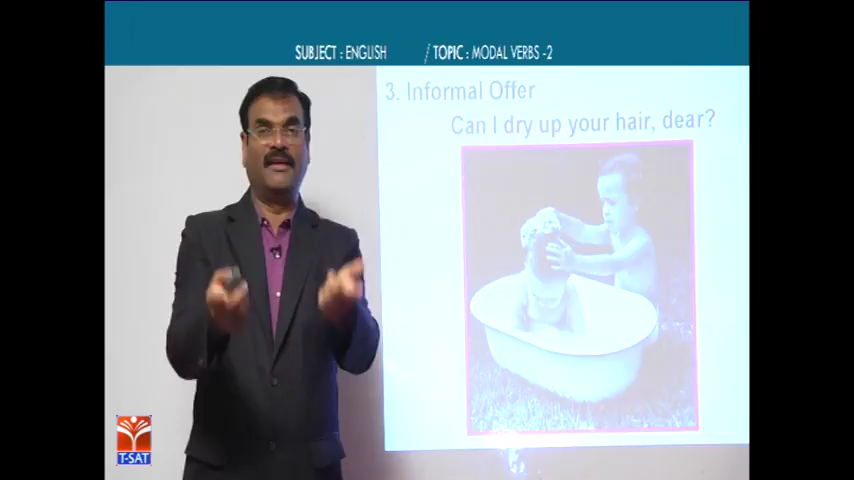 SUBJECT : ENGLISH / TOPIC : MODAL VERBS -2
3. Informal Offer
Can I dry up your hair, dear?
T-SAT